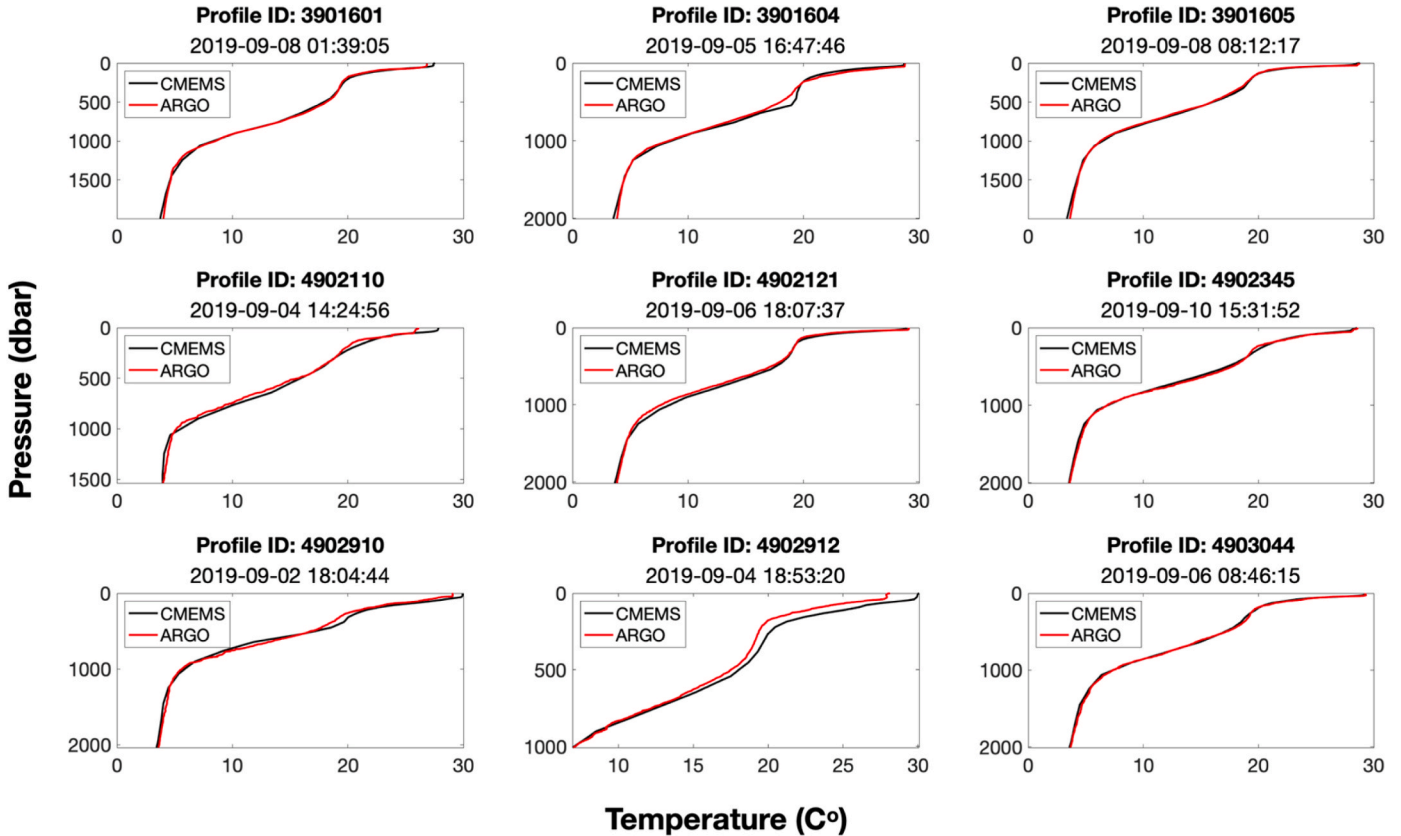 Profile ID: 3901601
2019-09-08 01:39:05
0
500
1000
1500
CMEMS
ARGO
0 10 20 30
Profile ID: 3901604
2019-09-05 16:47:46
0
1000
2000
CMEMS
ARGO
0 10 20 30
Profile ID: 3901605
2019-09-08 08:12:17
0
500
1000
1500
CMEMS
ARGO
0 10 20 30
Pressure (dbar)
Profile ID: 4902110
2019-09-04 14:24:56
0
500
1000
1500
CMEMS
ARGO
0 10 20 30
Profile ID: 4902121
2019-09-06 18:07:37
0
1000
2000
CMEMS
ARGO
0 10 20 30
Profile ID: 4902345
2019-09-10 15:31:52
0
1000
2000
CMEMS
ARGO
0 10 20 30
Profile ID: 4902910
2019-09-02 18:04:44
0
1000
2000
CMEMS
ARGO
0 10 20 30
Profile ID: 4902912
2019-09-04 18:53:20
0
500
1000
CMEMS
ARGO
10 15 20 25 30
Profile ID: 4903044
2019-09-06 08:46:15
0
1000
2000
CMEMS
ARGO
0 10 20 30
Temperature (Cº)